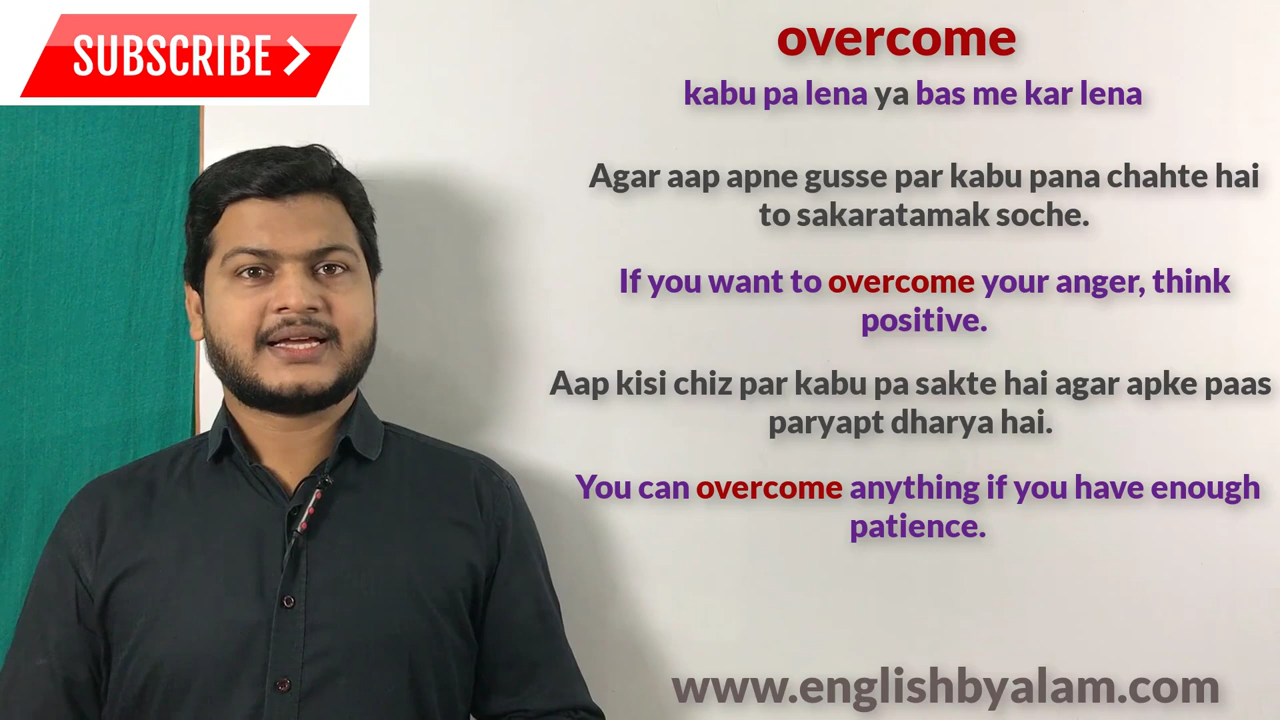 SUBSCRIBE
overcome
kabu pa lena ya bas me kar lena
Agar aap apne gusse par kabu pana chahte hai
to sakaratamak soche.
If you want to overcome your anger, think
positive.
Aap kisi chiz par kabu pa sakte hai agar apke paas
paryapt dharya hai.
You can overcome anything if you have enough
patience.
www.englishbyalam.com